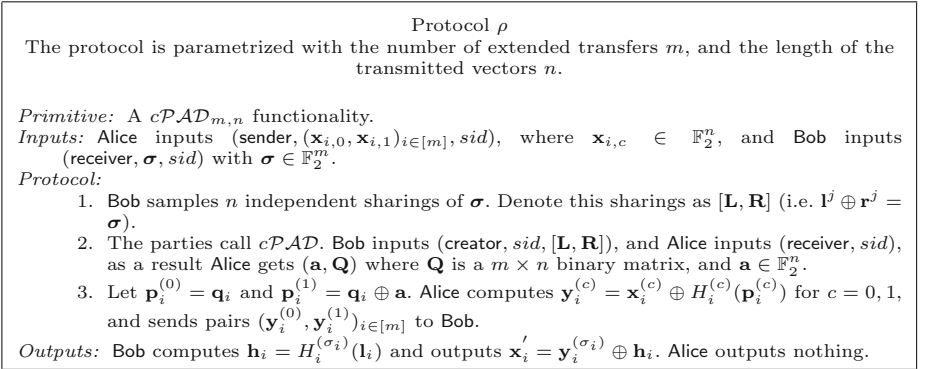 Protocol ρ
The protocol is parametrized with the number of extended transfers m, and the length of the
transmitted vectors n.
Primitive: A cPAD_{m,n} functionality.
Inputs: Alice inputs (sender, (x_{i,0}, x_{i,1})_{i∈[m]}, sid), where x_{i,c} ∈ 𝔽_2^n, and Bob inputs
(receiver, σ, sid) with σ ∈ 𝔽_2^m.
Protocol:
1. Bob samples n independent sharings of σ. Denote this sharings as [L, R] (i.e. l^j ⊕ r^j =
σ).
2. The parties call cPAD. Bob inputs (creator, sid, [L, R]), and Alice inputs (receiver, sid),
as a result Alice gets (a, Q) where Q is a m × n binary matrix, and a ∈ 𝔽_2^n.
3. Let p_i^{(0)} = q_i and p_i^{(1)} = q_i ⊕ a. Alice computes y_i^{(c)} = x_i^{(c)} ⊕ H_i^{(c)}(p_i^{(c)}) for c = 0, 1,
and sends pairs (y_i^{(0)}, y_i^{(1)})_{i∈[m]} to Bob.
Outputs: Bob computes h_i = H_i^{(σ_i)}(l_i) and outputs x_i^' = y_i^{(σ_i)} ⊕ h_i. Alice outputs nothing.